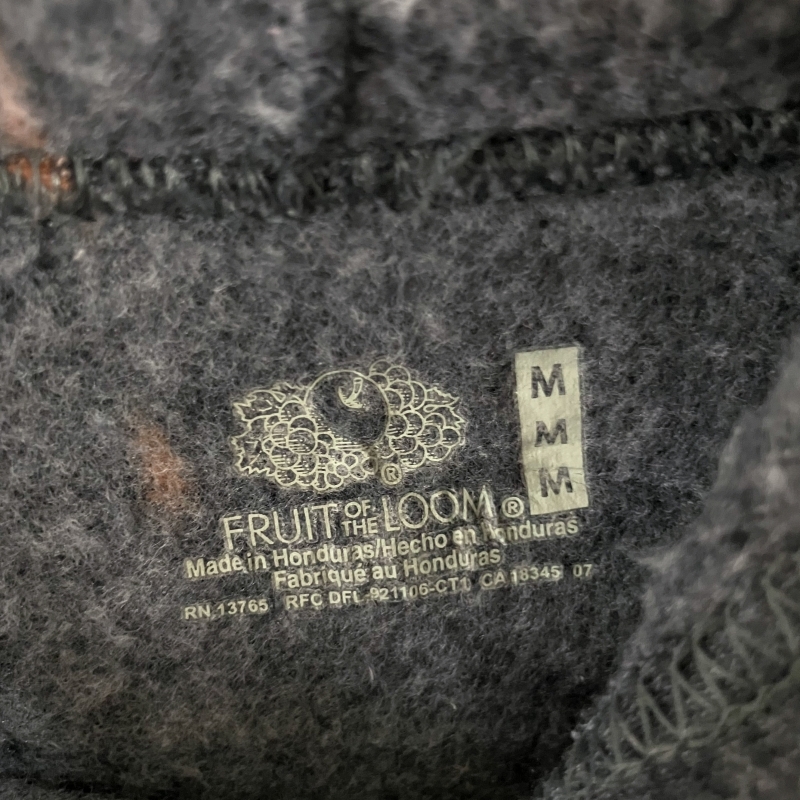 M
M
M
®
FRUIT OF THE LOOM ®
Made in Honduras/Hecho en Honduras
Fabriqué au Honduras
RN 13765 RFC DFL-921106-CT1 CA 18345 07